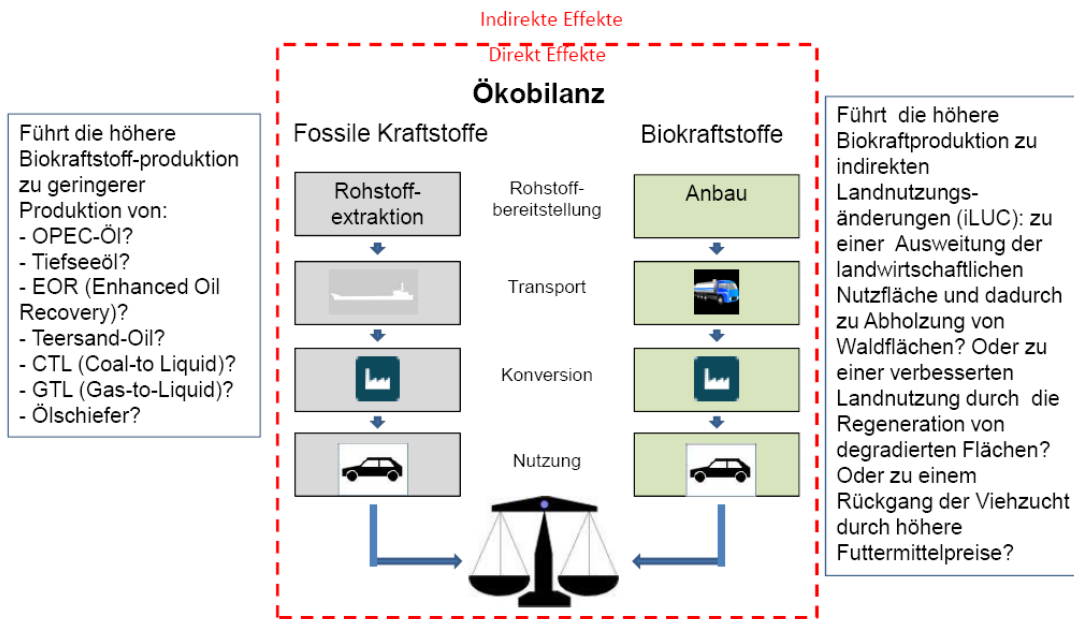 Indirekte Effekte
Direkt Effekte
Ökobilanz
Führt die höhere
Biokraftstoff-produktion
zu geringerer
Produktion von:
- OPEC-Öl?
- Tiefseeöl?
- EOR (Enhanced Oil
Recovery)?
- Teersand-Oil?
- CTL (Coal-to Liquid)?
- GTL (Gas-to-Liquid)?
- Ölschiefer?
Fossile Kraftstoffe
Biokraftstoffe
Rohstoff-
extraktion
Rohstoff-
bereitstellung
Anbau
Transport
Konversion
Nutzung
Führt die höhere
Biokraftproduktion zu
indirekten
Landnutzungs-
änderungen (iLUC): zu
einer Ausweitung der
landwirtschaftlichen
Nutzfläche und dadurch
zu Abholzung von
Waldflächen? Oder zu
einer verbesserten
Landnutzung durch die
Regeneration von
degradierten Flächen?
Oder zu einem
Rückgang der Viehzucht
durch höhere
Futtermittelpreise?